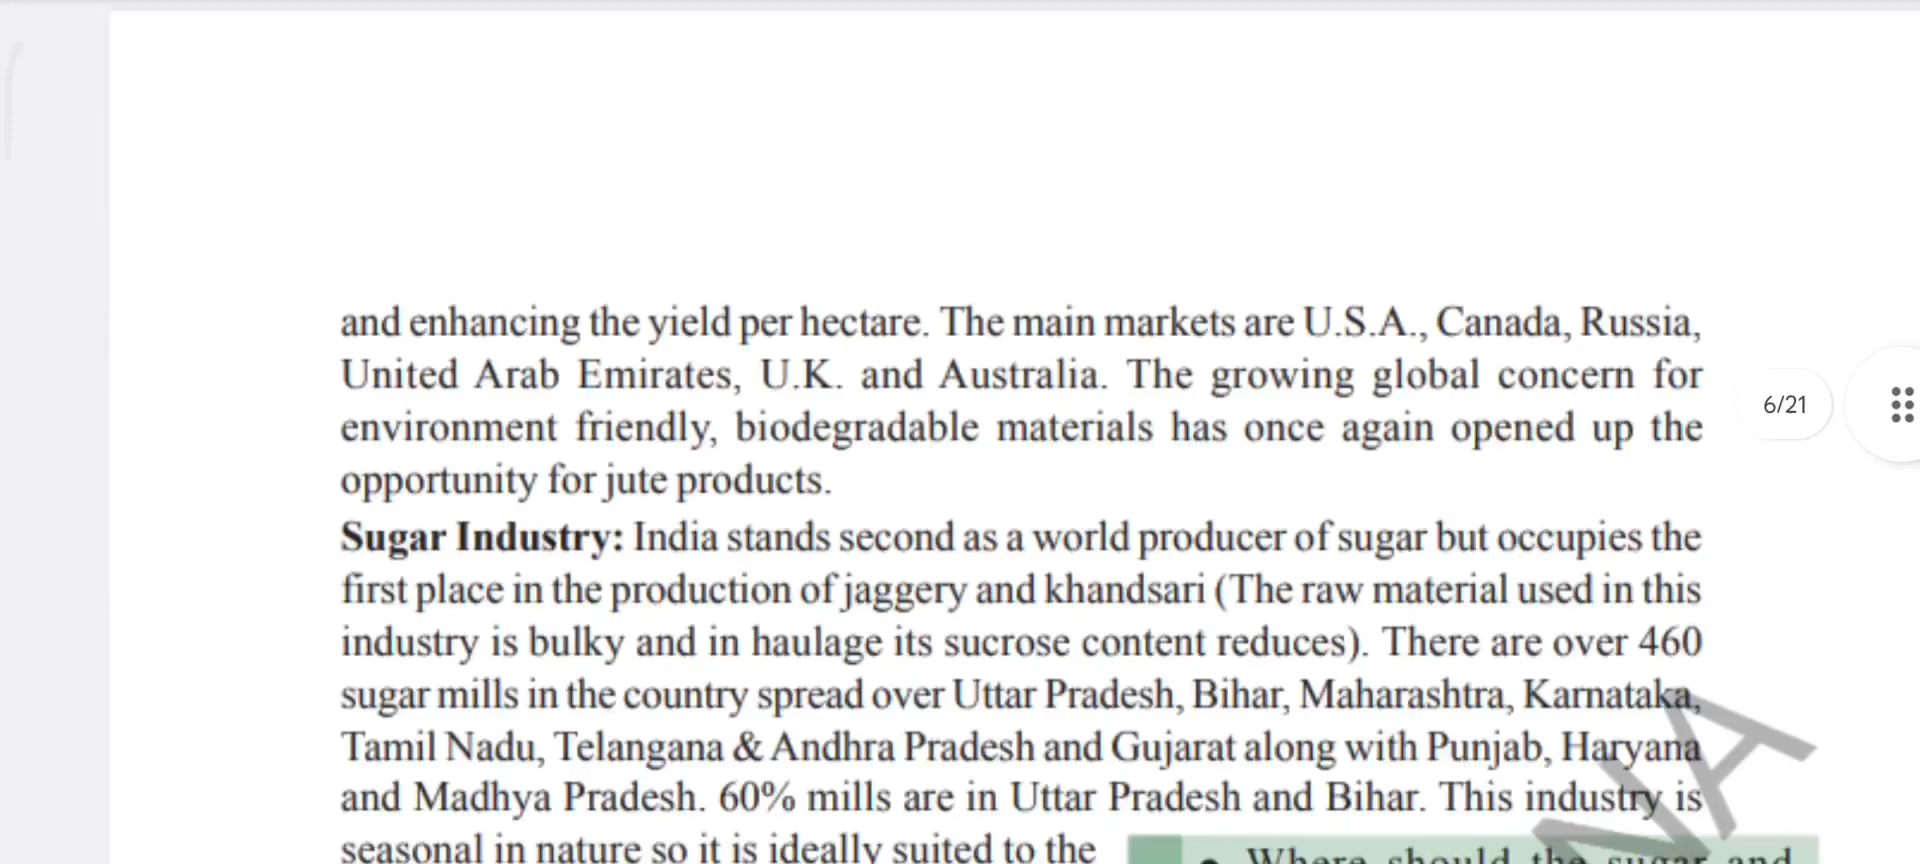 and enhancing the yield per hectare. The main markets are U.S.A., Canada, Russia,
United Arab Emirates, U.K. and Australia. The growing global concern for
environment friendly, biodegradable materials has once again opened up the
opportunity for jute products.
Sugar Industry: India stands second as a world producer of sugar but occupies the
first place in the production of jaggery and khandsari (The raw material used in this
industry is bulky and in haulage its sucrose content reduces). There are over 460
sugar mills in the country spread over Uttar Pradesh, Bihar, Maharashtra, Karnataka,
Tamil Nadu, Telangana & Andhra Pradesh and Gujarat along with Punjab, Haryana
and Madhya Pradesh. 60% mills are in Uttar Pradesh and Bihar. This industry is
seasonal in nature so it is ideally suited to the
• Where should the sugar and
6/21
NA